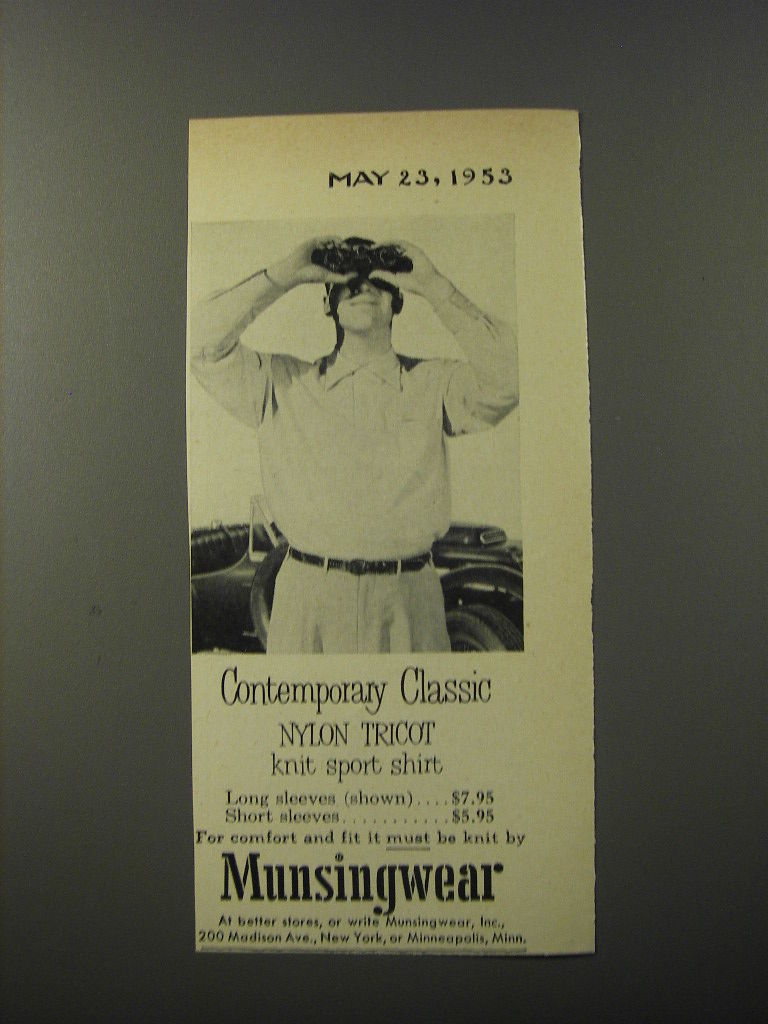 MAY 23, 1953
Contemporary Classic
NYLON TRICOT
knit sport shirt
Long sleeves (shown)....$7.95
Short sleeves...........$5.95
For comfort and fit it must be knit by
Munsingwear
At better stores, or write Munsingwear, Inc.,
200 Madison Ave., New York, or Minneapolis, Minn.